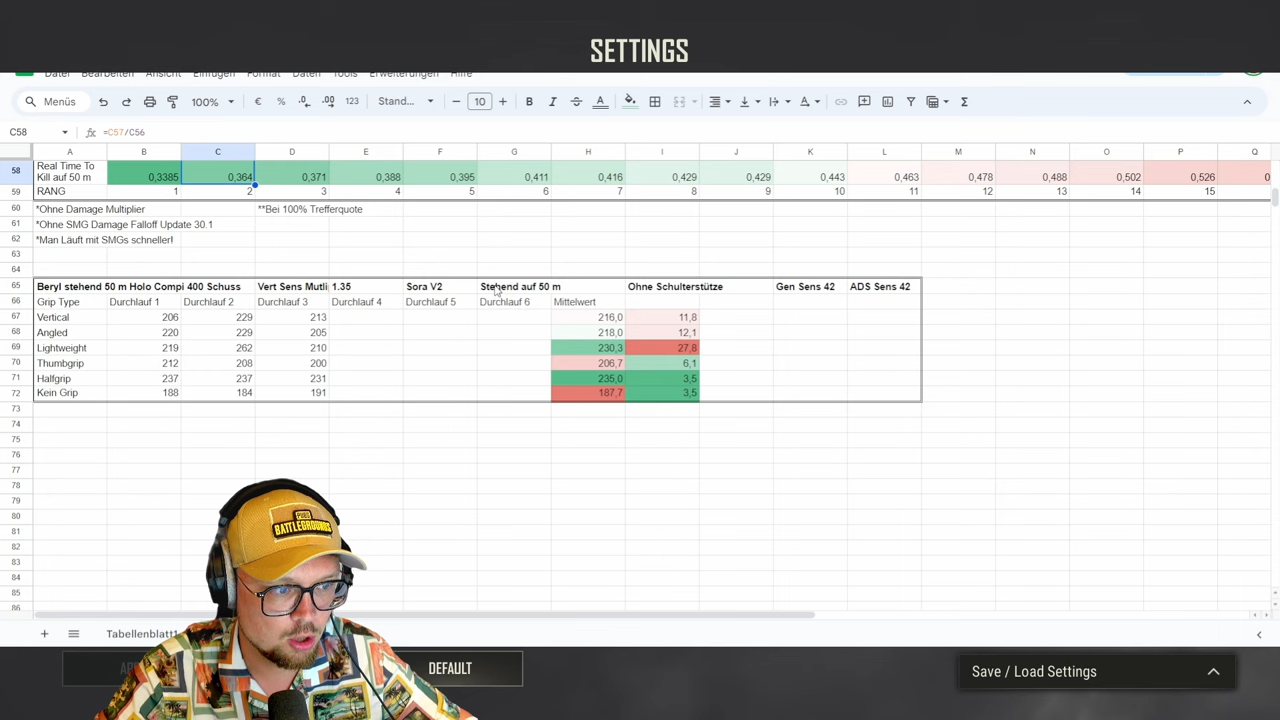 SETTINGS
Datei Bearbeiten Ansicht Einfügen Format Daten Tools Erweiterungen Hilfe
Menüs 100% € % .0 .00 123 Stand... − 10 + B I A Σ
C58 fx =C57/C56
A B C D E F G H I J K L M N O P Q
58 Real Time To Kill auf 50 m 0,3385 0,364 0,371 0,388 0,395 0,411 0,416 0,429 0,429 0,443 0,463 0,478 0,488 0,502 0,526 0
59 RANG 1 2 3 4 5 6 7 8 9 10 11 12 13 14 15
60 *Ohne Damage Multiplier **Bei 100% Trefferquote
61 *Ohne SMG Damage Falloff Update 30.1
62 *Man Läuft mit SMGs schneller!
63
64
65 Beryl stehend 50 m Holo Compi 400 Schuss Vert Sens Mutli 1.35 Sora V2 Stehend auf 50 m Ohne Schulterstütze Gen Sens 42 ADS Sens 42
66 Grip Type Durchlauf 1 Durchlauf 2 Durchlauf 3 Durchlauf 4 Durchlauf 5 Durchlauf 6 Mittelwert
67 Vertical 206 229 213 216,0 11,8
68 Angled 220 229 205 218,0 12,1
69 Lightweight 219 262 210 230,3 27,8
70 Thumbgrip 212 208 200 206,7 6,1
71 Halfgrip 237 237 231 235,0 3,5
72 Kein Grip 188 184 191 187,7 3,5
73
74
75
76
77
78
79
80
81
82
83
84
85
86
PUBG
BATTLEGROUNDS
Tabellenblatt1
DEFAULT
Save / Load Settings